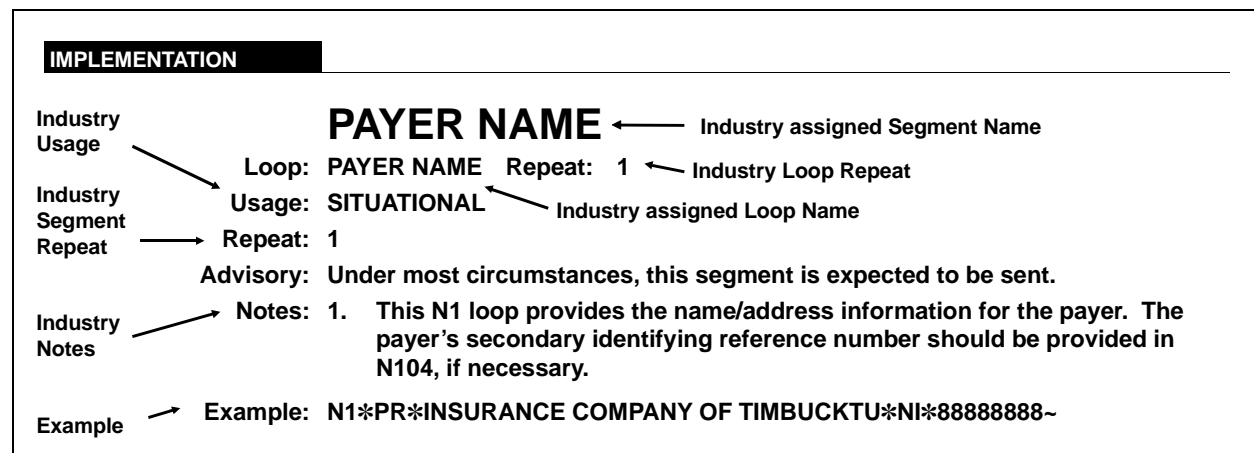 IMPLEMENTATION
Industry
Usage
PAYER NAME
Industry assigned Segment Name
Loop: PAYER NAME Repeat: 1
Industry Loop Repeat
Industry
Segment
Repeat
Usage: SITUATIONAL
Industry assigned Loop Name
Repeat: 1
Advisory: Under most circumstances, this segment is expected to be sent.
Industry
Notes
Notes: 1. This N1 loop provides the name/address information for the payer. The
payer’s secondary identifying reference number should be provided in
N104, if necessary.
Example
Example: N1✽PR✽INSURANCE COMPANY OF TIMBUCKTU✽NI✽88888888~